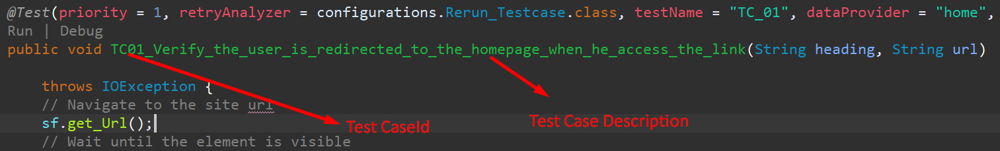 @Test(priority = 1, retryAnalyzer = configurations.Rerun_Testcase.class, testName = "TC_01", dataProvider = "home",
Run | Debug
public void TC01_Verify_the_user_is_redirected_to_the_homepage_when_he_access_the_link(String heading, String url)
throws IOException {
// Navigate to the site url
sf.get_Url();
Test CaseId
Test Case Description
// Wait until the element is visible